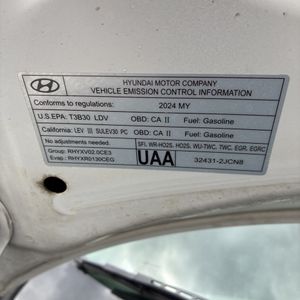 HYUNDAI MOTOR COMPANY
VEHICLE EMISSION CONTROL INFORMATION
Conforms to regulations: 2024 MY
U.S.EPA: T3B30 LDV OBD: CA II Fuel: Gasoline
California: LEV III SULEV30 PC OBD: CA II Fuel: Gasoline
No adjustments needed. SFI, WR-HO2S, HO2S, WU-TWC, TWC, EGR, EGRC
Group: RHYXV02.0CE3
Evap: RHYXR0130CEG UAA 32431-2JCN8